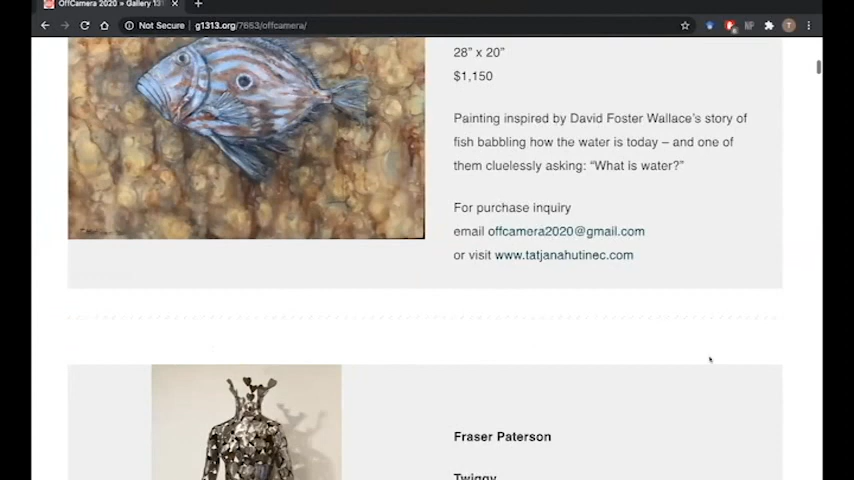 OffCamera 2020 » Gallery 131
Not Secure
g1313.org/7663/offcamera/
T
28” x 20”
$1,150
Painting inspired by David Foster Wallace’s story of
fish babbling how the water is today – and one of
them cluelessly asking: “What is water?”
For purchase inquiry
email offcamera2020@gmail.com
or visit www.tatjanahutinec.com
Fraser Paterson
Twiggy